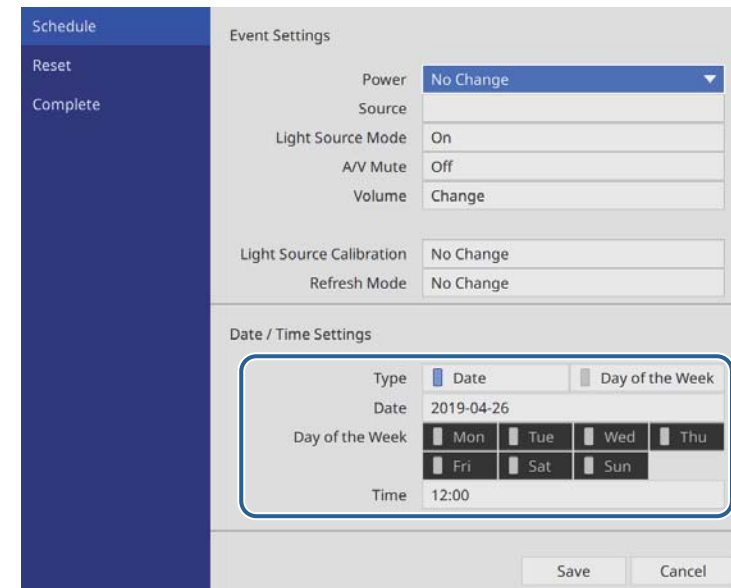 Schedule
Reset
Complete
Event Settings
Power No Change
Source
Light Source Mode On
A/V Mute Off
Volume Change
Light Source Calibration No Change
Refresh Mode No Change
Date / Time Settings
Type Date Day of the Week
Date 2019-04-26
Day of the Week Mon Tue Wed Thu
Fri Sat Sun
Time 12:00
Save Cancel